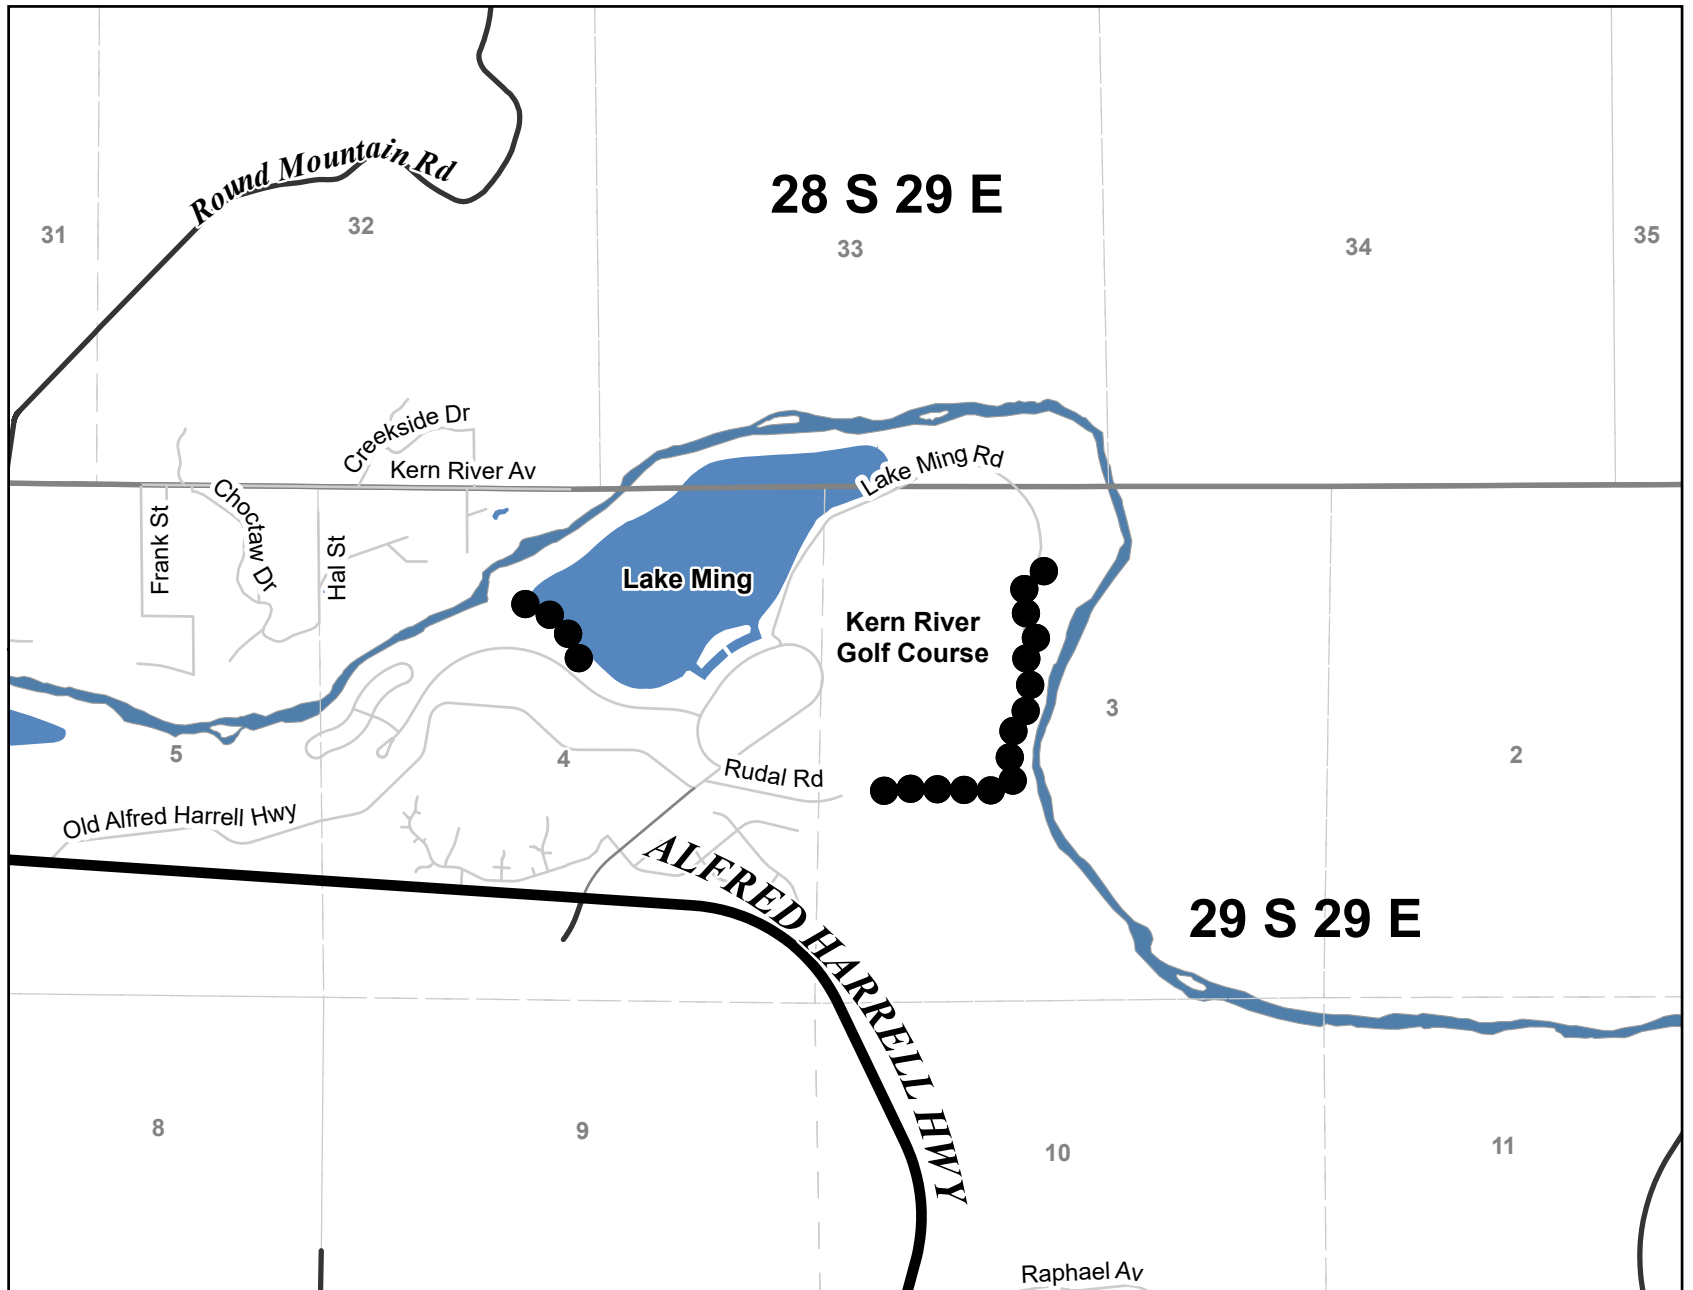 Round Mountain Rd
28 S 29 E
31
32
33
34
35
Creekside Dr
Kern River Av
Lake Ming Rd
Choctaw Dr
Frank St
Hal St
Lake Ming
Kern River
Golf Course
3
5
4
2
Rudal Rd
Old Alfred Harrell Hwy
ALFRED HARRELL HWY
29 S 29 E
8
9
10
11
Raphael Av